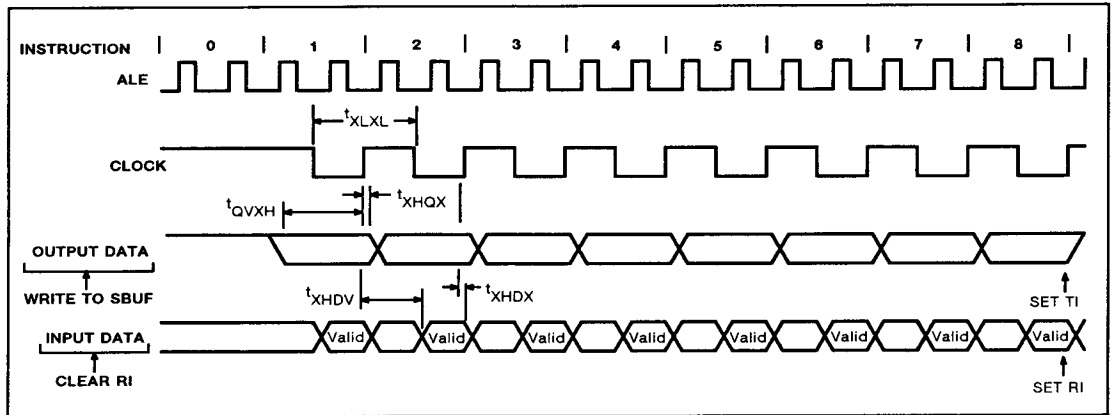 INSTRUCTION | 0 | 1 | 2 | 3 | 4 | 5 | 6 | 7 | 8 |
ALE
tXLXL
CLOCK
tQVXH
tXHQX
OUTPUT DATA
WRITE TO SBUF
SET TI
tXHDV
tXHDX
INPUT DATA
Valid Valid Valid Valid Valid Valid Valid Valid
CLEAR RI
SET RI